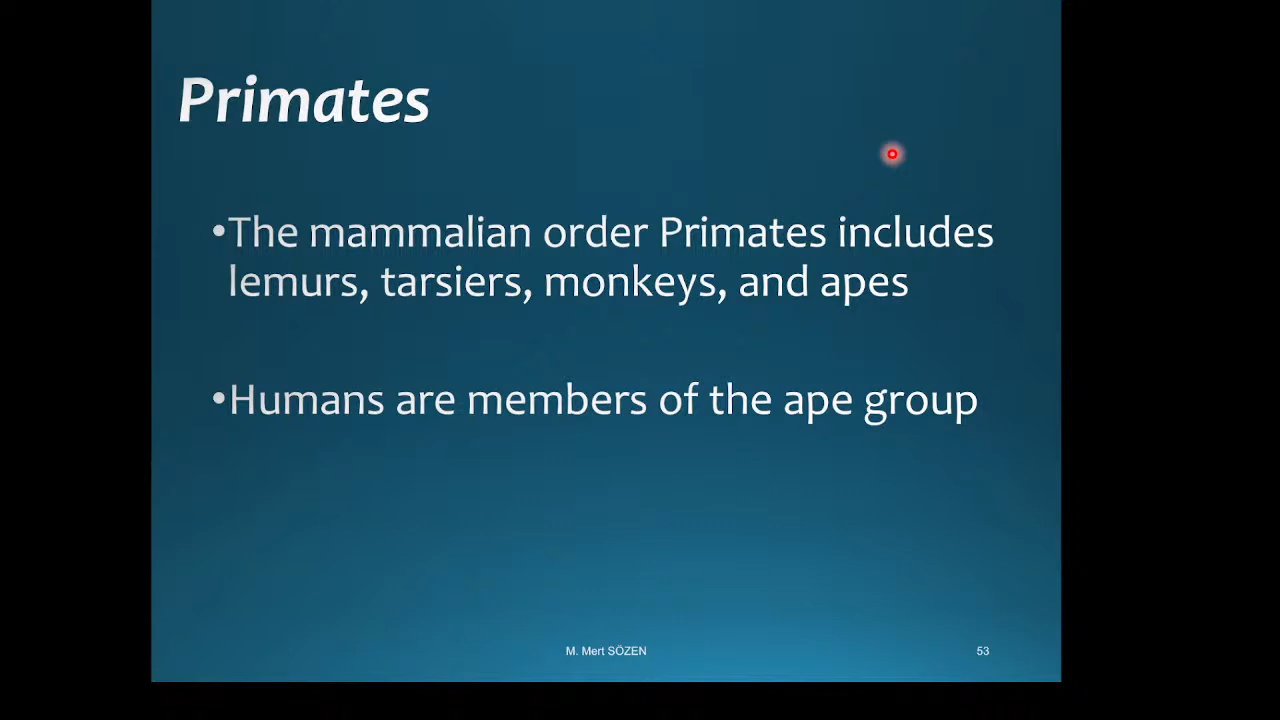 Primates
•The mammalian order Primates includes
lemurs, tarsiers, monkeys, and apes
•Humans are members of the ape group
M. Mert SÖZEN
53